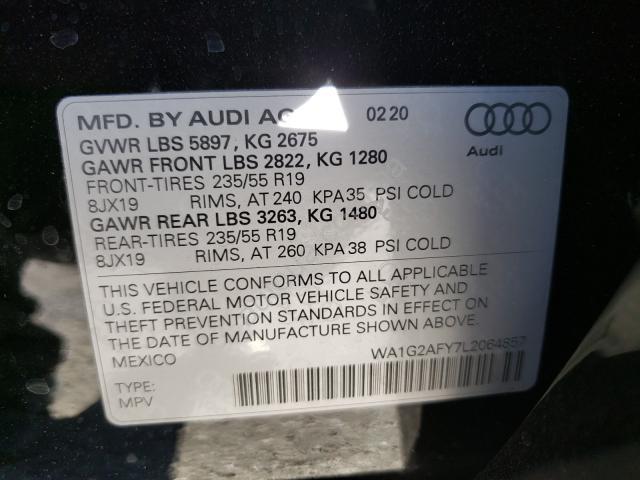 MFD. BY AUDI AG 02 20
GVWR LBS 5897, KG 2675
GAWR FRONT LBS 2822, KG 1280
FRONT-TIRES 235/55 R19
8JX19 RIMS, AT 240 KPA35 PSI COLD
GAWR REAR LBS 3263, KG 1480
REAR-TIRES 235/55 R19
8JX19 RIMS, AT 260 KPA 38 PSI COLD
Audi
THIS VEHICLE CONFORMS TO ALL APPLICABLE
U.S. FEDERAL MOTOR VEHICLE SAFETY AND
THEFT PREVENTION STANDARDS IN EFFECT ON
THE DATE OF MANUFACTURE SHOWN ABOVE.
MEXICO
WA1G2AFY7L2064857
TYPE:
MPV